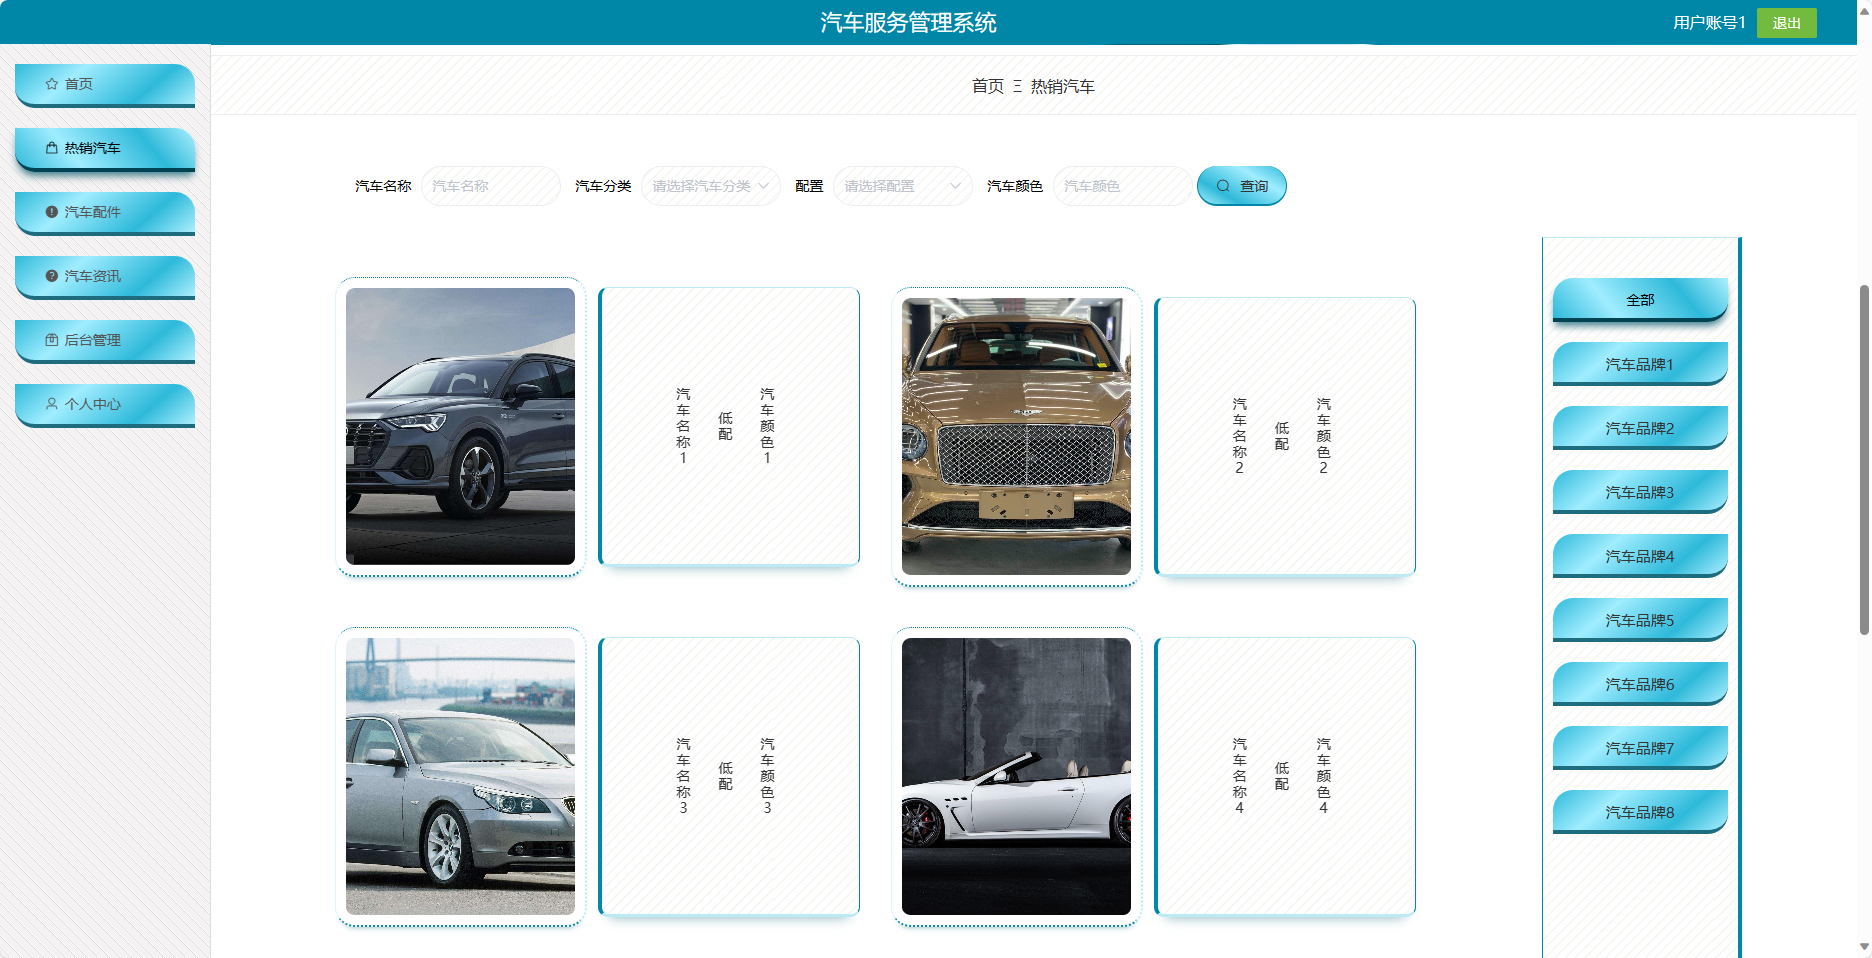 汽车服务管理系统
用户账号1
退出
首页
热销汽车
汽车配件
汽车资讯
后台管理
个人中心
首页 Ξ 热销汽车
汽车名称 汽车名称 汽车分类 请选择汽车分类 配置 请选择配置 汽车颜色 汽车颜色 查询
汽车名称1
低配
汽车颜色1
汽车名称2
低配
汽车颜色2
汽车名称3
低配
汽车颜色3
汽车名称4
低配
汽车颜色4
全部
汽车品牌1
汽车品牌2
汽车品牌3
汽车品牌4
汽车品牌5
汽车品牌6
汽车品牌7
汽车品牌8